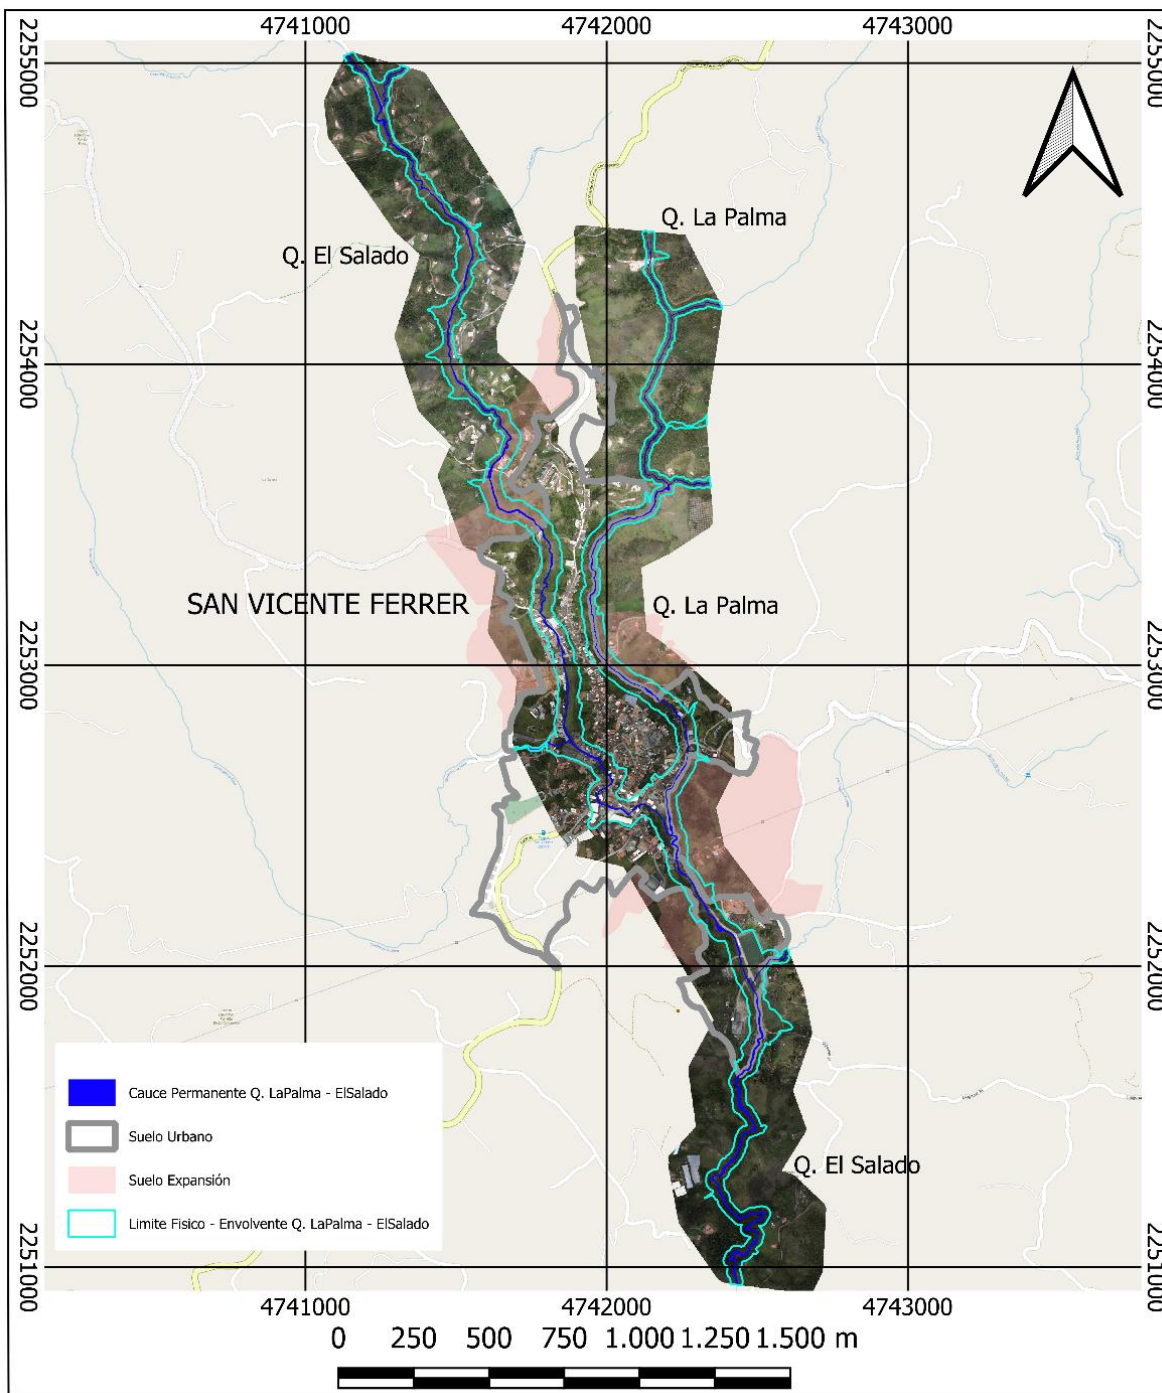 4741000 4742000 4743000
2255000 2255000
Q. La Palma
Q. El Salado
2254000 2254000
SAN VICENTE FERRER
Q. La Palma
2253000 2253000
2252000 2252000
Cauce Permanente Q. LaPalma - ElSalado
Suelo Urbano
Suelo Expansión
Limite Fisico - Envolvente Q. LaPalma - ElSalado
Q. El Salado
2251000 2251000
4741000 4742000 4743000
0 250 500 750 1.000 1.250 1.500 m